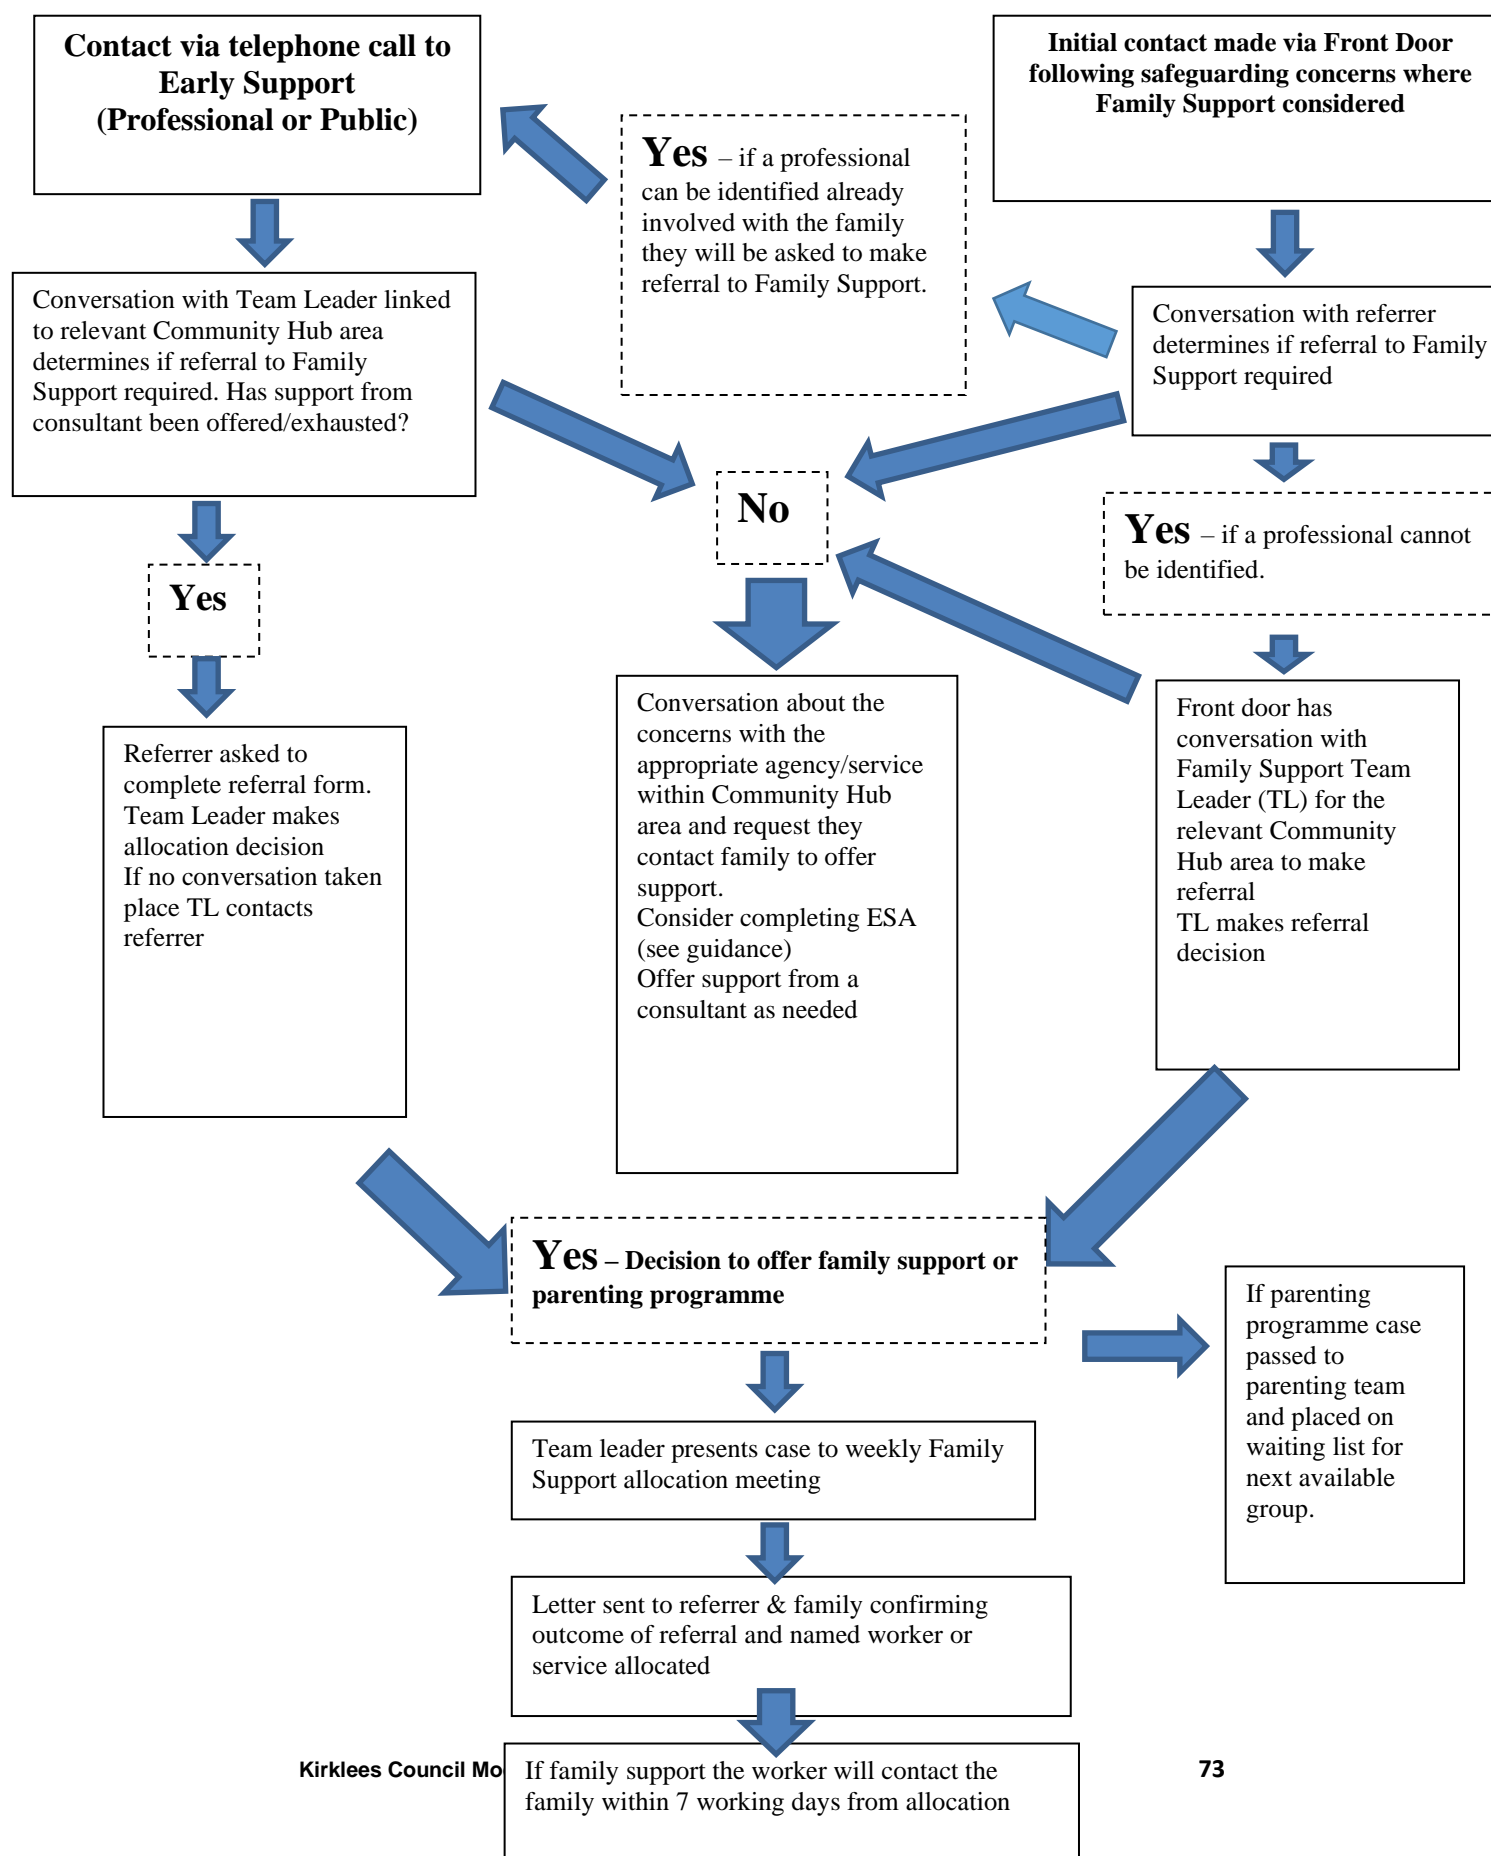 Contact via telephone call to
Early Support
(Professional or Public)
Initial contact made via Front Door
following safeguarding concerns where
Family Support considered
Yes – if a professional
can be identified already
involved with the family
they will be asked to make
referral to Family Support.
Conversation with Team Leader linked
to relevant Community Hub area
determines if referral to Family
Support required. Has support from
consultant been offered/exhausted?
Conversation with referrer
determines if referral to Family
Support required
No
Yes – if a professional cannot
be identified.
Yes
Referrer asked to
complete referral form.
Team Leader makes
allocation decision
If no conversation taken
place TL contacts
referrer
Conversation about the
concerns with the
appropriate agency/service
within Community Hub
area and request they
contact family to offer
support.
Consider completing ESA
(see guidance)
Offer support from a
consultant as needed
Front door has
conversation with
Family Support Team
Leader (TL) for the
relevant Community
Hub area to make
referral
TL makes referral
decision
Yes – Decision to offer family support or
parenting programme
If parenting
programme case
passed to
parenting team
and placed on
waiting list for
next available
group.
Team leader presents case to weekly Family
Support allocation meeting
Letter sent to referrer & family confirming
outcome of referral and named worker or
service allocated
If family support the worker will contact the
family within 7 working days from allocation
Kirklees Council
73